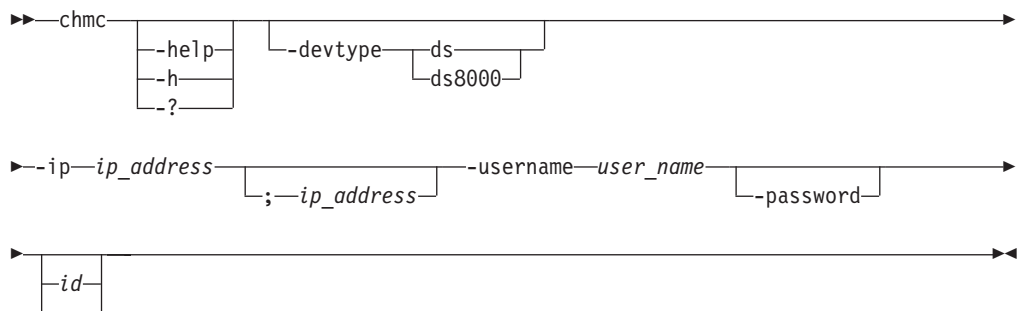 chmc
-help
-h
-?
-devtype
ds
ds8000
-ip ip_address
; ip_address
-username user_name
-password
id